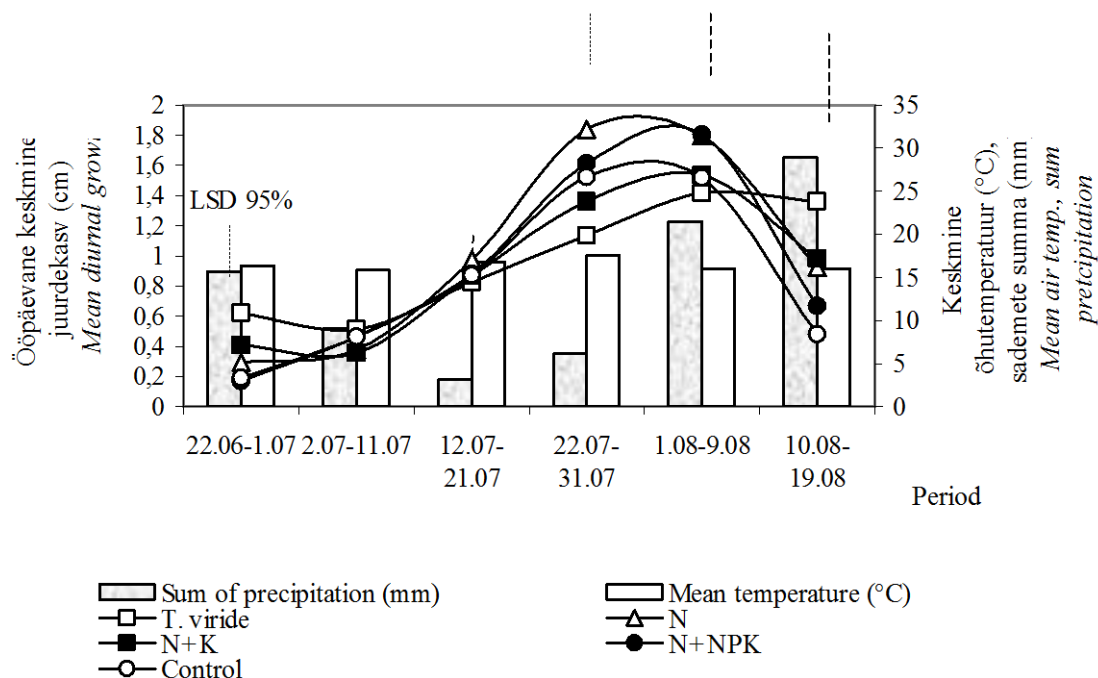 Ööpäevane keskmine
juurdekasv (cm)
Mean diurnal
2
1,8
1,6
1,4
1,2
1
0,8
0,6
0,4
0,2
0
LSD 95%
35
30
25
20
15
10
5
0
Keskmine
õhutemperatuur (°C),
sademete summa (mm
Mean air temp., sum
pretcipitation
22.06-1.07
2.07-11.07
12.07-
21.07
22.07-
31.07
1.08-9.08
10.08-
19.08
Period
Sum of precipitation (mm)
Mean temperature (°C)
T. viride
N
N+K
N+NPK
Control